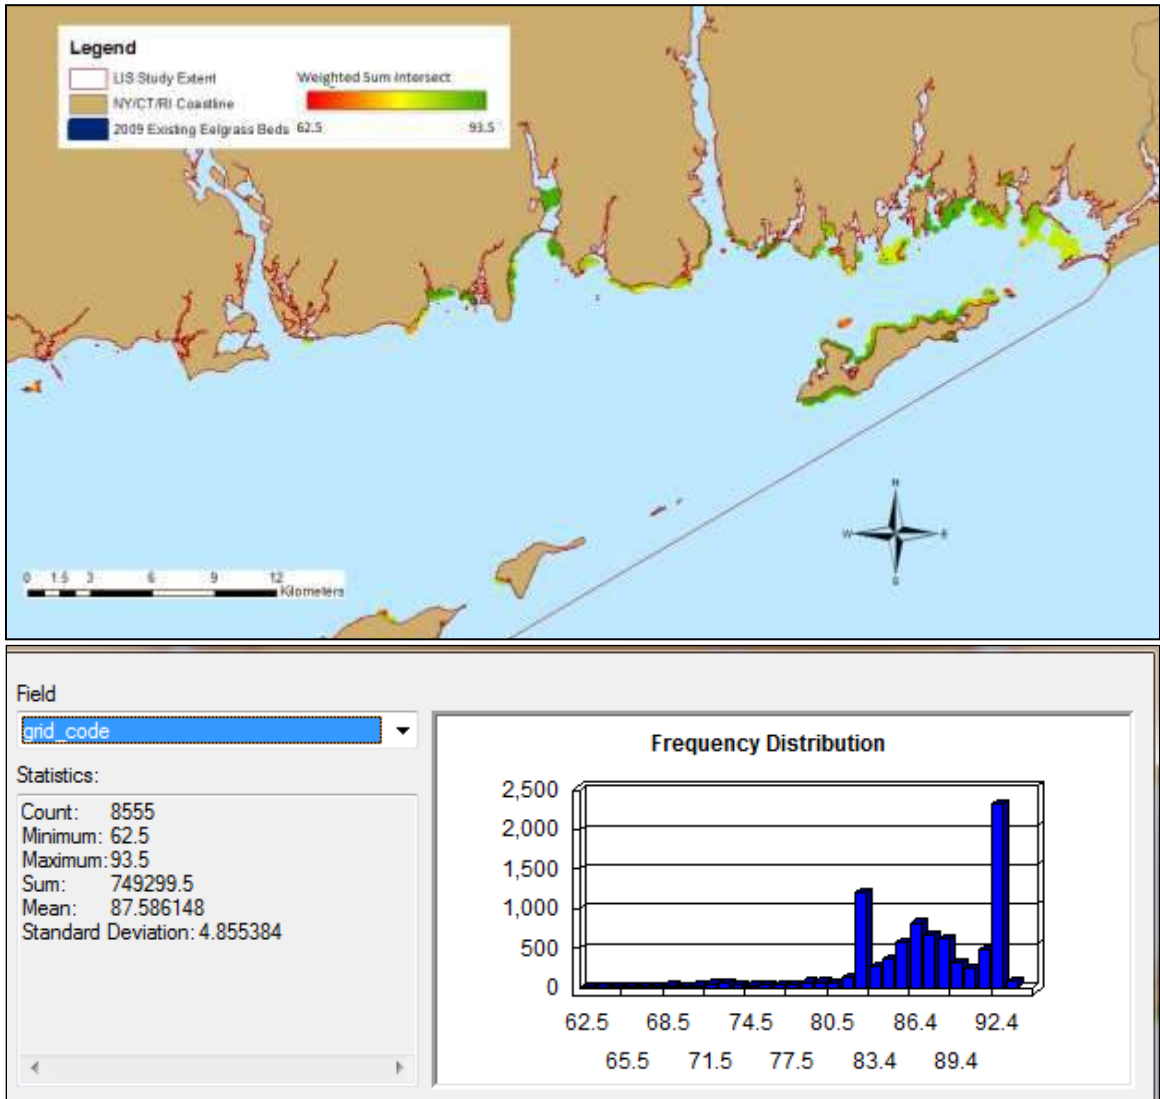 Legend
LIS Study Extent
NY/CT/RI Coastline
2009 Existing Eelgrass Beds
Weighted Sum Intersect
62.5 93.5
N
W E
S
0 1.5 3 6 9 12
Kilometers
Field
grid_code
Statistics:
Count: 8555
Minimum: 62.5
Maximum: 93.5
Sum: 749299.5
Mean: 87.586148
Standard Deviation: 4.855384
Frequency Distribution
2,500
2,000
1,500
1,000
500
0
62.5 68.5 74.5 80.5 86.4 92.4
65.5 71.5 77.5 83.4 89.4